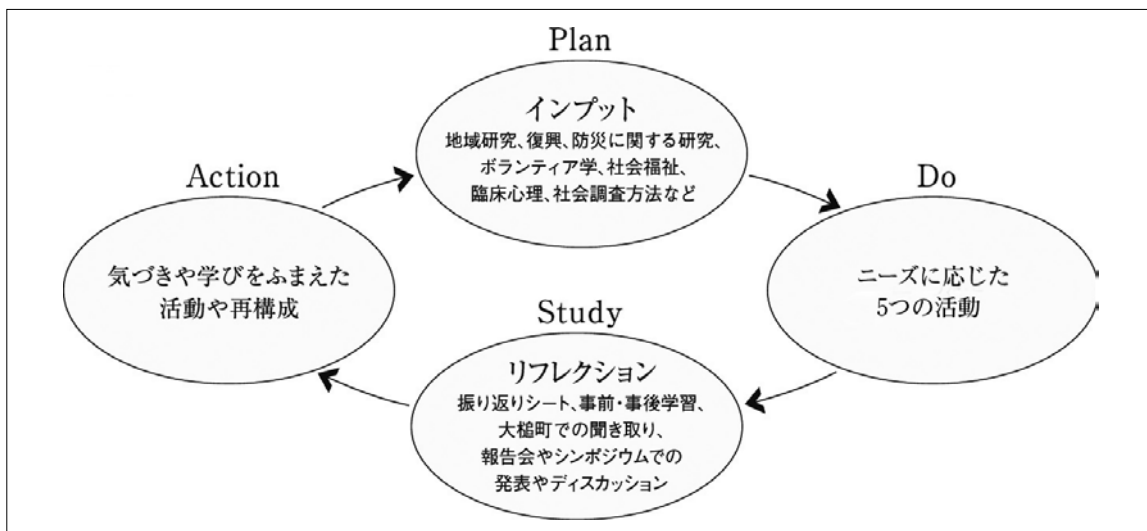 Plan
インプット
地域研究、復興、防災に関する研究、
ボランティア学、社会福祉、
臨床心理、社会調査方法など
Do
ニーズに応じた
5つの活動
Study
リフレクション
振り返りシート、事前・事後学習、
大槌町での聞き取り、
報告会やシンポジウムでの
発表やディスカッション
Action
気づきや学びをふまえた
活動や再構成